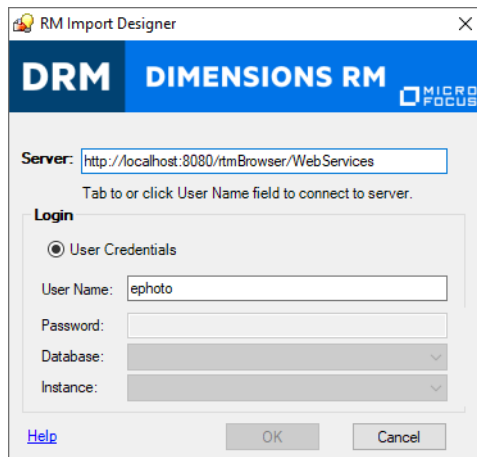 RM Import Designer
DRM DIMENSIONS RM MICRO FOCUS
Server: http://localhost:8080/rtmBrowser/WebServices
Tab to or click User Name field to connect to server.
Login
User Credentials
User Name: ephoto
Password:
Database:
Instance:
Help OK Cancel